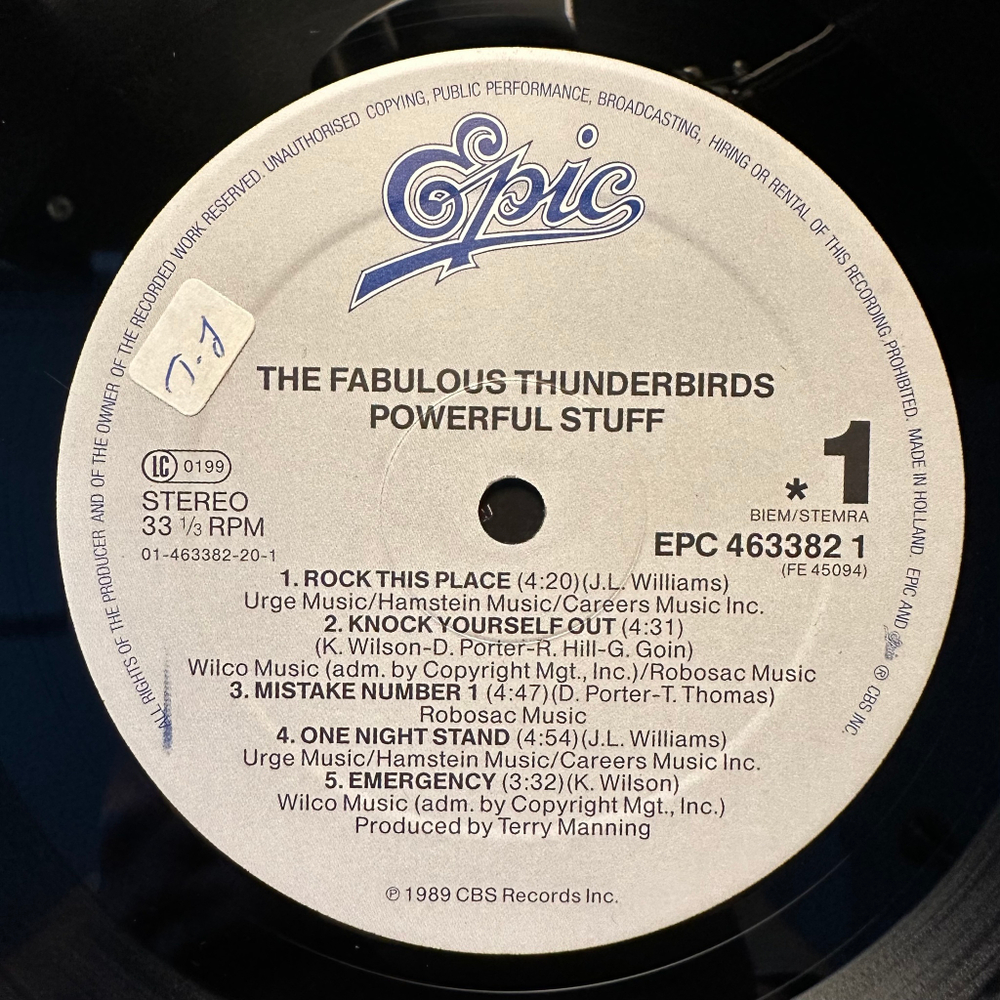 ALL RIGHTS OF THE PRODUCER AND OF THE OWNER OF THE RECORDED WORK RESERVED. UNAUTHORISED COPYING, PUBLIC PERFORMANCE, BROADCASTING, HIRING OR RENTAL OF THIS RECORDING PROHIBITED. MADE IN HOLLAND. EPIC AND Epic ℗ CBS INC.
Epic
THE FABULOUS THUNDERBIRDS
POWERFUL STUFF
LC 0199
STEREO
33 1/3 RPM
01-463382-20-1
* 1
BIEM/STEMRA
EPC 463382 1
(FE 45094)
1. ROCK THIS PLACE (4:20)(J.L. Williams)
Urge Music/Hamstein Music/Careers Music Inc.
2. KNOCK YOURSELF OUT (4:31)
(K. Wilson-D. Porter-R. Hill-G. Goin)
Wilco Music (adm. by Copyright Mgt., Inc.)/Robosac Music
3. MISTAKE NUMBER 1 (4:47)(D. Porter-T. Thomas)
Robosac Music
4. ONE NIGHT STAND (4:54)(J.L. Williams)
Urge Music/Hamstein Music/Careers Music Inc.
5. EMERGENCY (3:32)(K. Wilson)
Wilco Music (adm. by Copyright Mgt., Inc.)
Produced by Terry Manning
℗ 1989 CBS Records Inc.